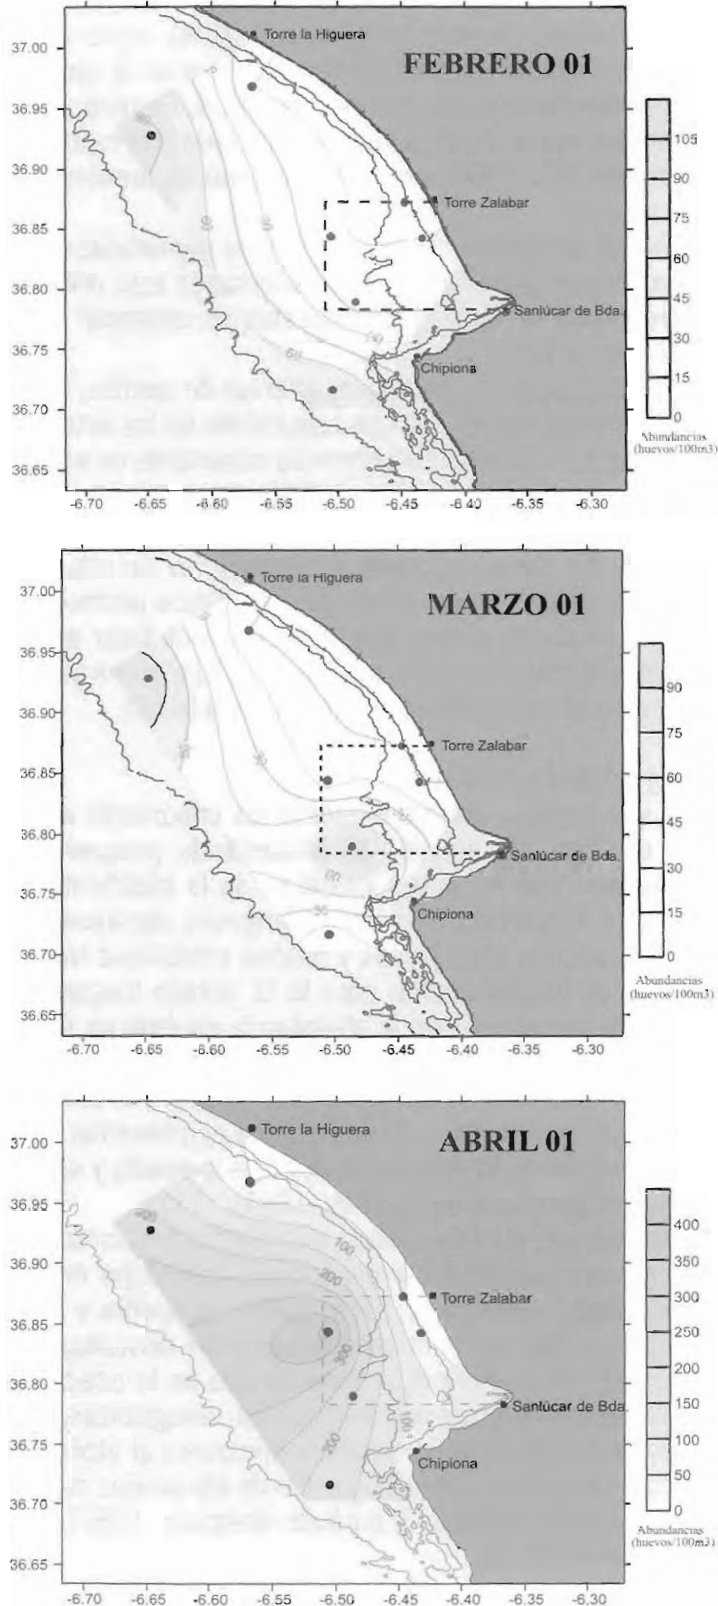 FEBRERO 01
Torre la Higuera
Torre Zalabar
Sanlúcar de Bda.
Chipiona
37.00
36.95
36.90
36.85
36.80
36.75
36.70
36.65
-6.70 -6.65 -6.60 -6.55 -6.50 -6.45 -6.40 -6.35 -6.30
105
90
75
60
45
30
15
0
Abundancias
(huevos/100m3)
MARZO 01
Torre la Higuera
Torre Zalabar
Sanlúcar de Bda.
Chipiona
37.00
36.95
36.90
36.85
36.80
36.75
36.70
36.65
-6.70 -6.65 -6.60 -6.55 -6.50 -6.45 -6.40 -6.35 -6.30
90
75
60
45
30
15
0
Abundancias
(huevos/100m3)
ABRIL 01
Torre la Higuera
100
200
300
200
Torre Zalabar
Sanlúcar de Bda.
Chipiona
37.00
36.95
36.90
36.85
36.80
36.75
36.70
36.65
-6.70 -6.65 -6.60 -6.55 -6.50 -6.45 -6.40 -6.35 -6.30
400
350
300
250
200
150
100
50
0
Abundancias
(huevos/100m3)